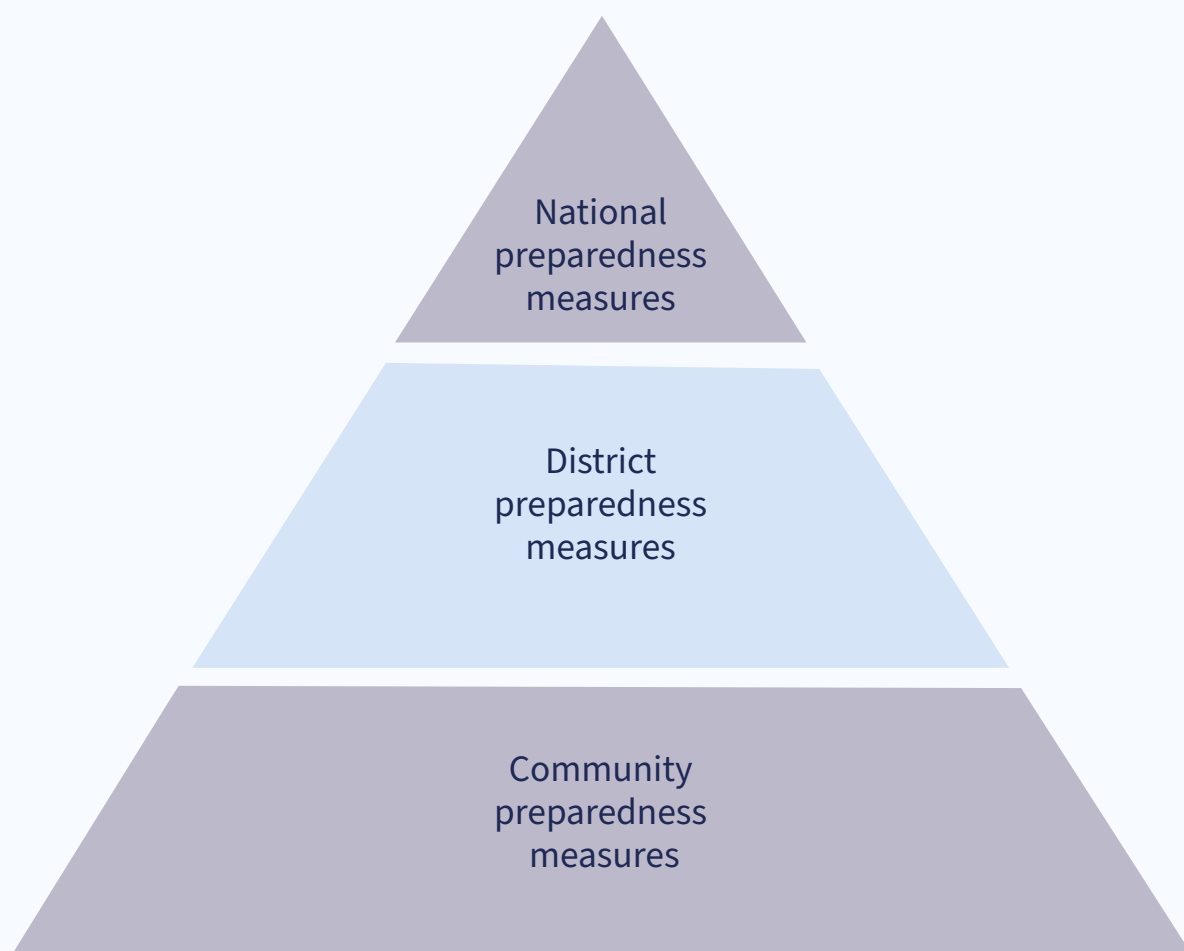 National
preparedness
measures
District
preparedness
measures
Community
preparedness
measures